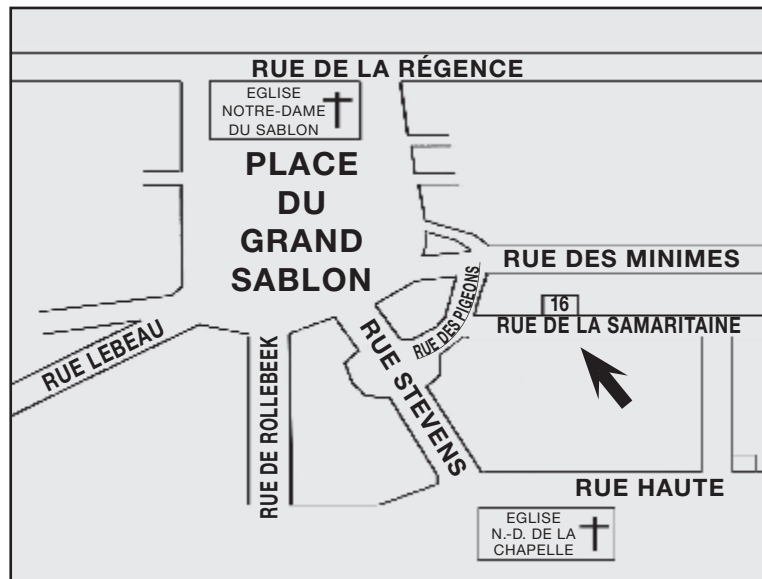 RUE DE LA RÉGENCE
EGLISE
NOTRE-DAME
DU SABLON
PLACE
DU
GRAND
SABLON
RUE DES MINIMES
16
RUE DE LA SAMARITAINE
RUE DES PIGEONS
RUE LEBEAU
RUE DE ROLLEBEEK
RUE STEVENS
RUE HAUTE
EGLISE
N.-D. DE LA
CHAPELLE